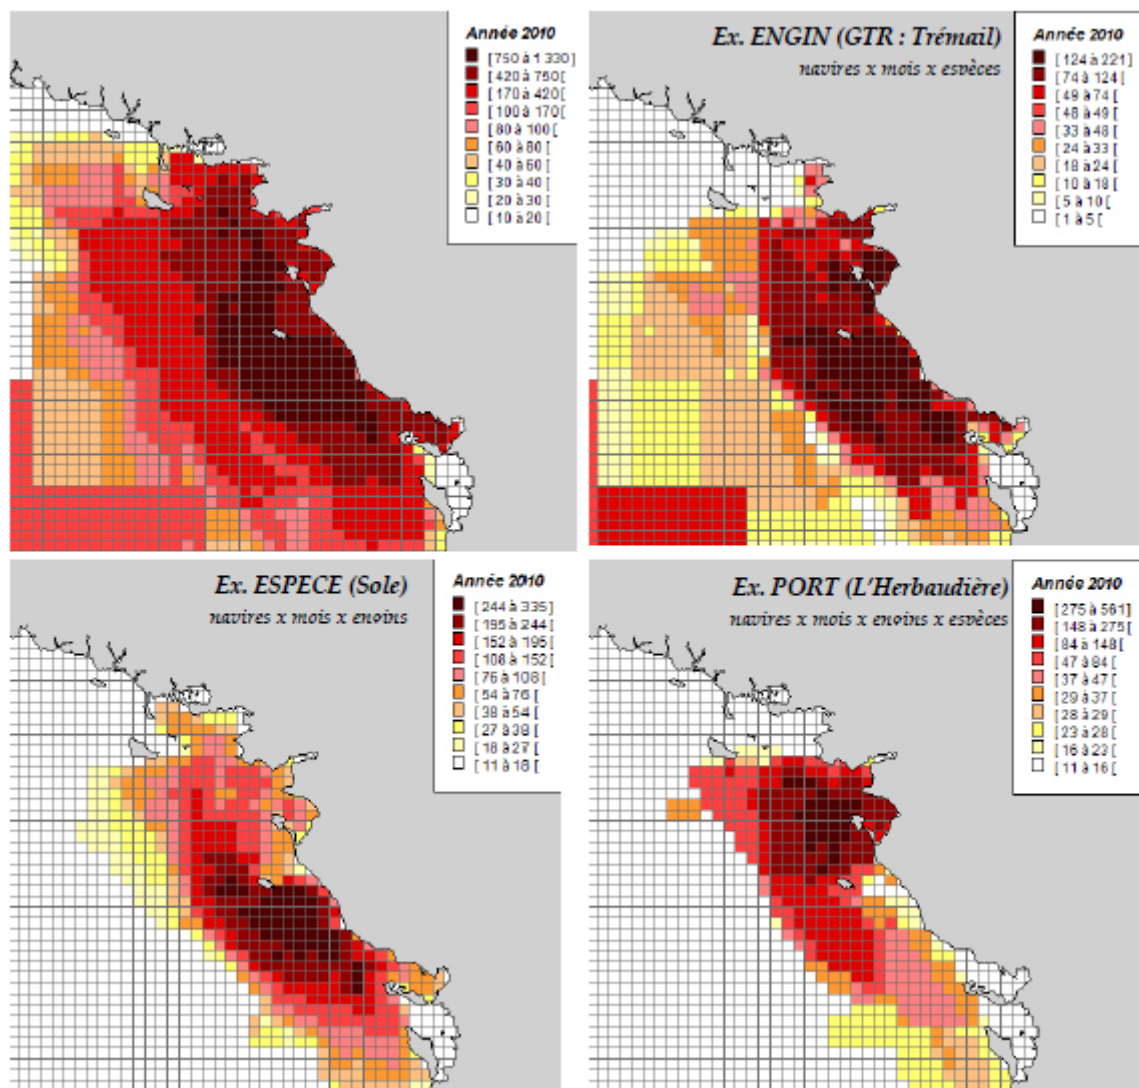 Année 2010
[750 à 1 330]
[420 à 750[
[170 à 420[
[100 à 170[
[80 à 100[
[60 à 80[
[40 à 60[
[30 à 40[
[20 à 30[
[10 à 20[
Ex. ENGIN (GTR : Trémail)
navires x mois x espèces
Année 2010
[124 à 221]
[74 à 124[
[49 à 74[
[48 à 49[
[33 à 48[
[24 à 33[
[18 à 24[
[10 à 18[
[5 à 10[
[1 à 5[
Ex. ESPECE (Sole)
navires x mois x engins
Année 2010
[244 à 335]
[195 à 244[
[152 à 195[
[108 à 152[
[76 à 108[
[54 à 76[
[38 à 54[
[27 à 38[
[18 à 27[
[11 à 18[
Ex. PORT (L'Herbaudière)
navires x mois x engins x espèces
Année 2010
[275 à 561]
[148 à 275[
[84 à 148[
[47 à 84[
[37 à 47[
[29 à 37[
[28 à 29[
[23 à 28[
[16 à 23[
[11 à 16[